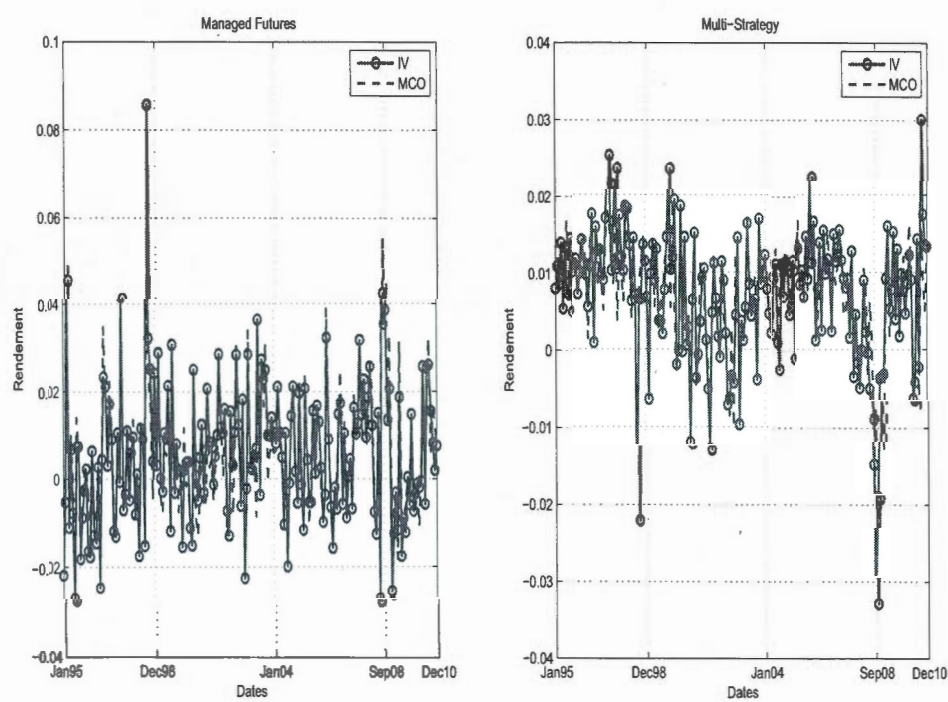 Managed Futures
0.1
0.08
0.06
0.04
0.02
0
-0.02
-0.04
Rendement
IV
MCO
Jan95
Dec98
Jan04
Sep08
Dec10
Dates
Multi-Strategy
0.04
0.03
0.02
0.01
0
-0.01
-0.02
-0.03
-0.04
Rendement
IV
MCO
Jan95
Dec98
Jan04
Sep08
Dec10
Dates